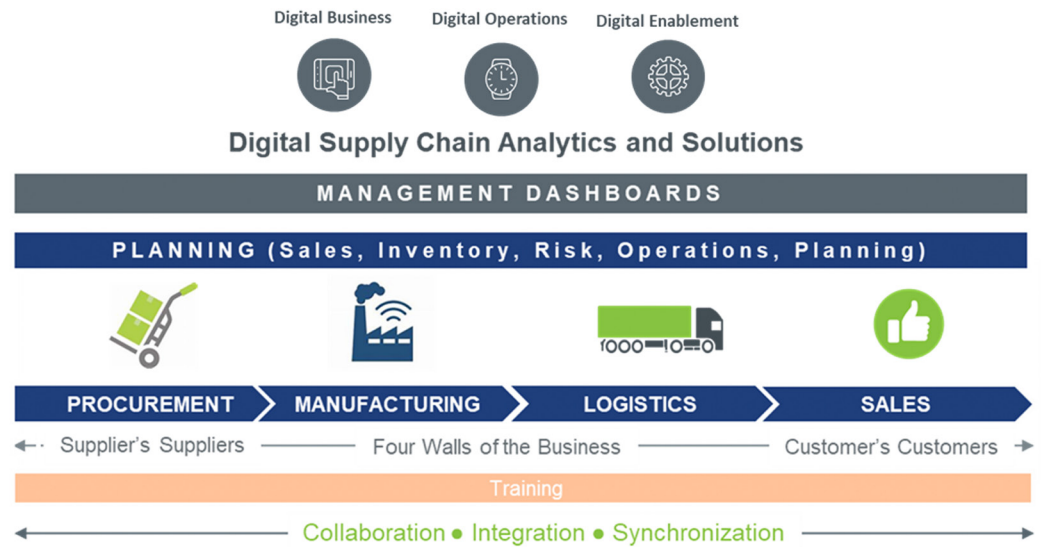 Digital Business
Digital Operations
Digital Enablement
Digital Supply Chain Analytics and Solutions
MANAGEMENT DASHBOARDS
PLANNING (Sales, Inventory, Risk, Operations, Planning)
PROCUREMENT
MANUFACTURING
LOGISTICS
SALES
Supplier's Suppliers
Four Walls of the Business
Customer's Customers
Training
Collaboration ● Integration ● Synchronization